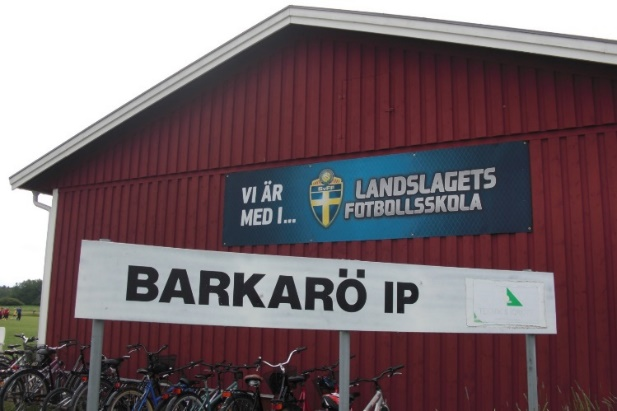 VI ÄR
MED I...
LANDSLAGETS
FOTBOLLSSKOLA
BARKARÖ IP